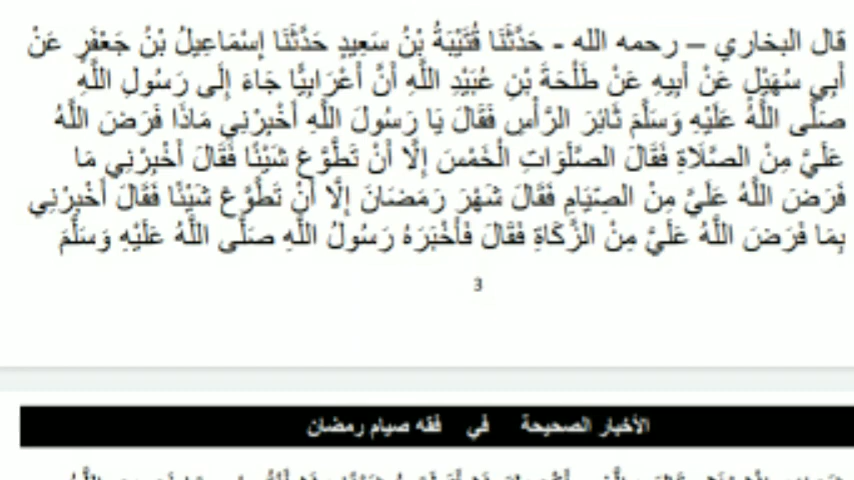 قال البخاري – رحمه الله - حَدَّثَنَا قُتَيْبَةُ بْنُ سَعِيدٍ حَدَّثَنَا إِسْمَاعِيلُ بْنُ جَعْفَرٍ عَنْ
أَبِي سُهَيْلٍ عَنْ أَبِيهِ عَنْ طَلْحَةَ بْنِ عُبَيْدِ اللَّهِ أَنَّ أَعْرَابِيًّا جَاءَ إِلَى رَسُولِ اللَّهِ
صَلَّى اللَّهُ عَلَيْهِ وَسَلَّمَ ثَائِرَ الرَّأْسِ فَقَالَ يَا رَسُولَ اللَّهِ أَخْبِرْنِي مَاذَا فَرَضَ اللَّهُ
عَلَيَّ مِنْ الصَّلَاةِ فَقَالَ الصَّلَوَاتِ الْخَمْسَ إِلَّا أَنْ تَطَّوَّعَ شَيْئًا فَقَالَ أَخْبِرْنِي مَا
فَرَضَ اللَّهُ عَلَيَّ مِنْ الصِّيَامِ فَقَالَ شَهْرَ رَمَضَانَ إِلَّا أَنْ تَطَّوَّعَ شَيْئًا فَقَالَ أَخْبِرْنِي
بِمَا فَرَضَ اللَّهُ عَلَيَّ مِنْ الزَّكَاةِ فَقَالَ فَأَخْبَرَهُ رَسُولُ اللَّهِ صَلَّى اللَّهُ عَلَيْهِ وَسَلَّمَ
3
الأخبار الصحيحة في فقه صيام رمضان